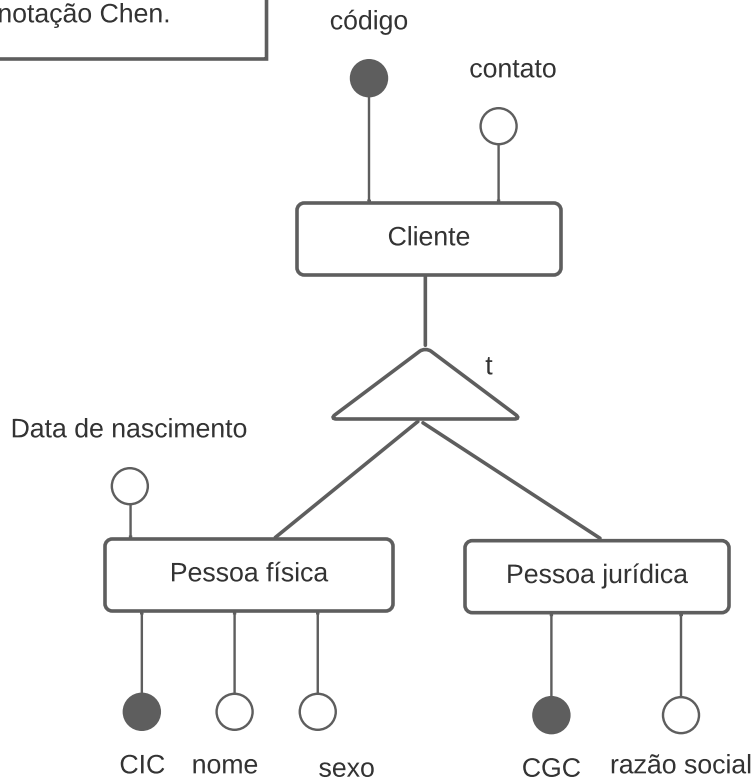 notação Chen.
código
contato
Cliente
t
Data de nascimento
Pessoa física
Pessoa jurídica
CIC nome sexo
CGC razão social